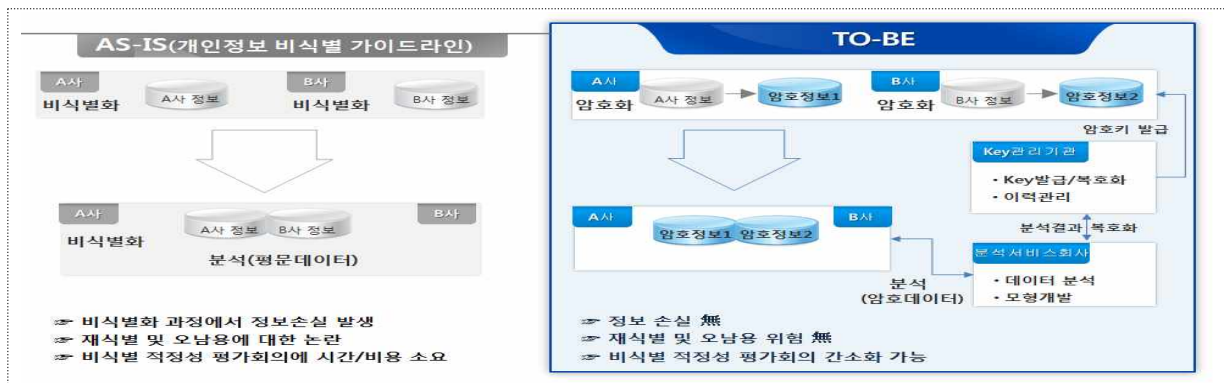 AS-IS(개인정보 비식별 가이드라인)
A사
비식별화
A사 정보
B사
비식별화
B사 정보
A사
비식별화
A사 정보
B사 정보
B사
분석(평문데이터)
☞ 비식별화 과정에서 정보손실 발생
☞ 재식별 및 오남용에 대한 논란
☞ 비식별 적정성 평가회의에 시간/비용 소요
TO-BE
A사
암호화
A사 정보
암호정보1
B사
암호화
B사 정보
암호정보2
암호키 발급
Key관리기관
• Key발급/복호화
• 이력관리
A사
암호정보1
암호정보2
B사
분석결과 복호화
분석서비스회사
• 데이터 분석
• 모형개발
분석
(암호데이터)
☞ 정보 손실 無
☞ 재식별 및 오남용 위험 無
☞ 비식별 적정성 평가회의 간소화 가능